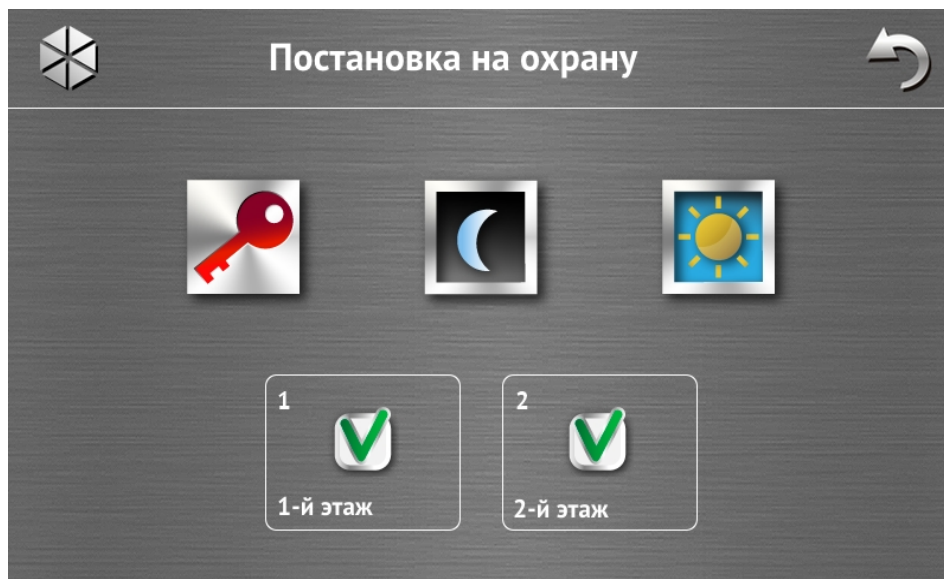 Постановка на охрану
1
2
1-й этаж
2-й этаж